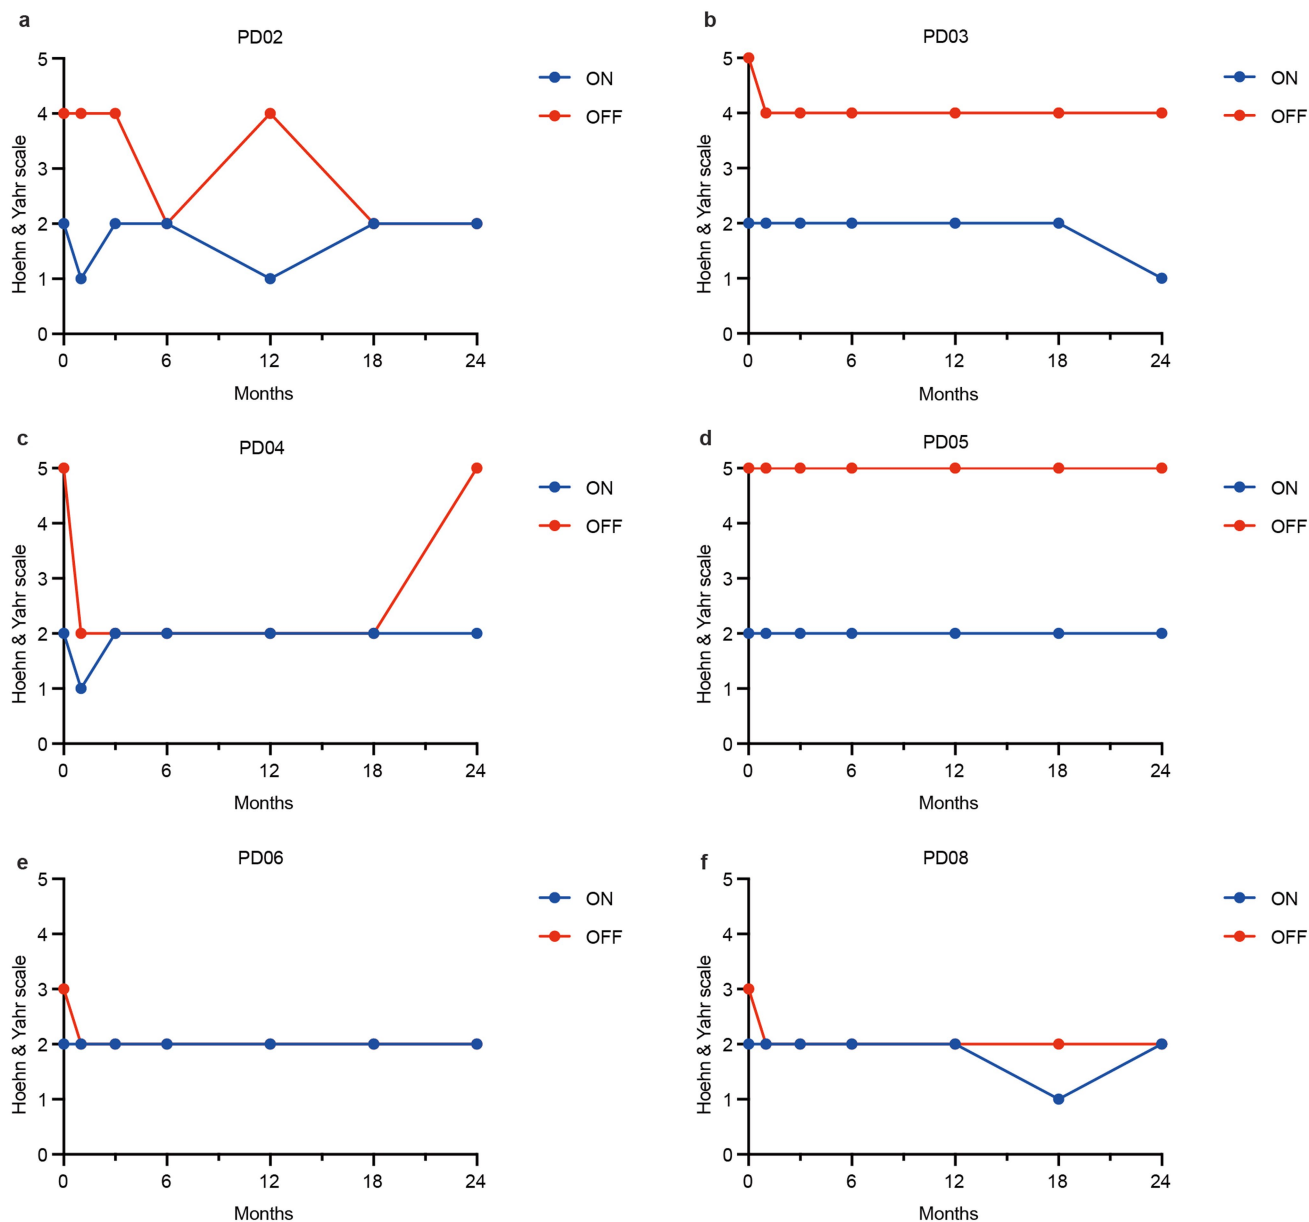 a
PD02
5
4
3
2
1
0
Hoehn & Yahr scale
0 6 12 18 24
Months
ON
OFF
b
PD03
5
4
3
2
1
0
Hoehn & Yahr scale
0 6 12 18 24
Months
ON
OFF
c
PD04
5
4
3
2
1
0
Hoehn & Yahr scale
0 6 12 18 24
Months
ON
OFF
d
PD05
5
4
3
2
1
0
Hoehn & Yahr scale
0 6 12 18 24
Months
ON
OFF
e
PD06
5
4
3
2
1
0
Hoehn & Yahr scale
0 6 12 18 24
Months
ON
OFF
f
PD08
5
4
3
2
1
0
Hoehn & Yahr scale
0 6 12 18 24
Months
ON
OFF